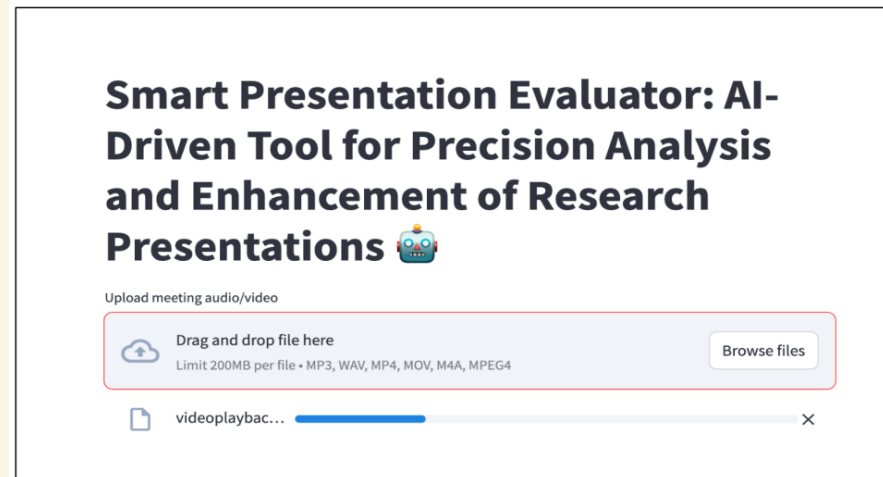 Smart Presentation Evaluator: AI-
Driven Tool for Precision Analysis
and Enhancement of Research
Presentations 🤖
Upload meeting audio/video
Drag and drop file here
Limit 200MB per file • MP3, WAV, MP4, MOV, M4A, MPEG4
Browse files
videoplaybac...